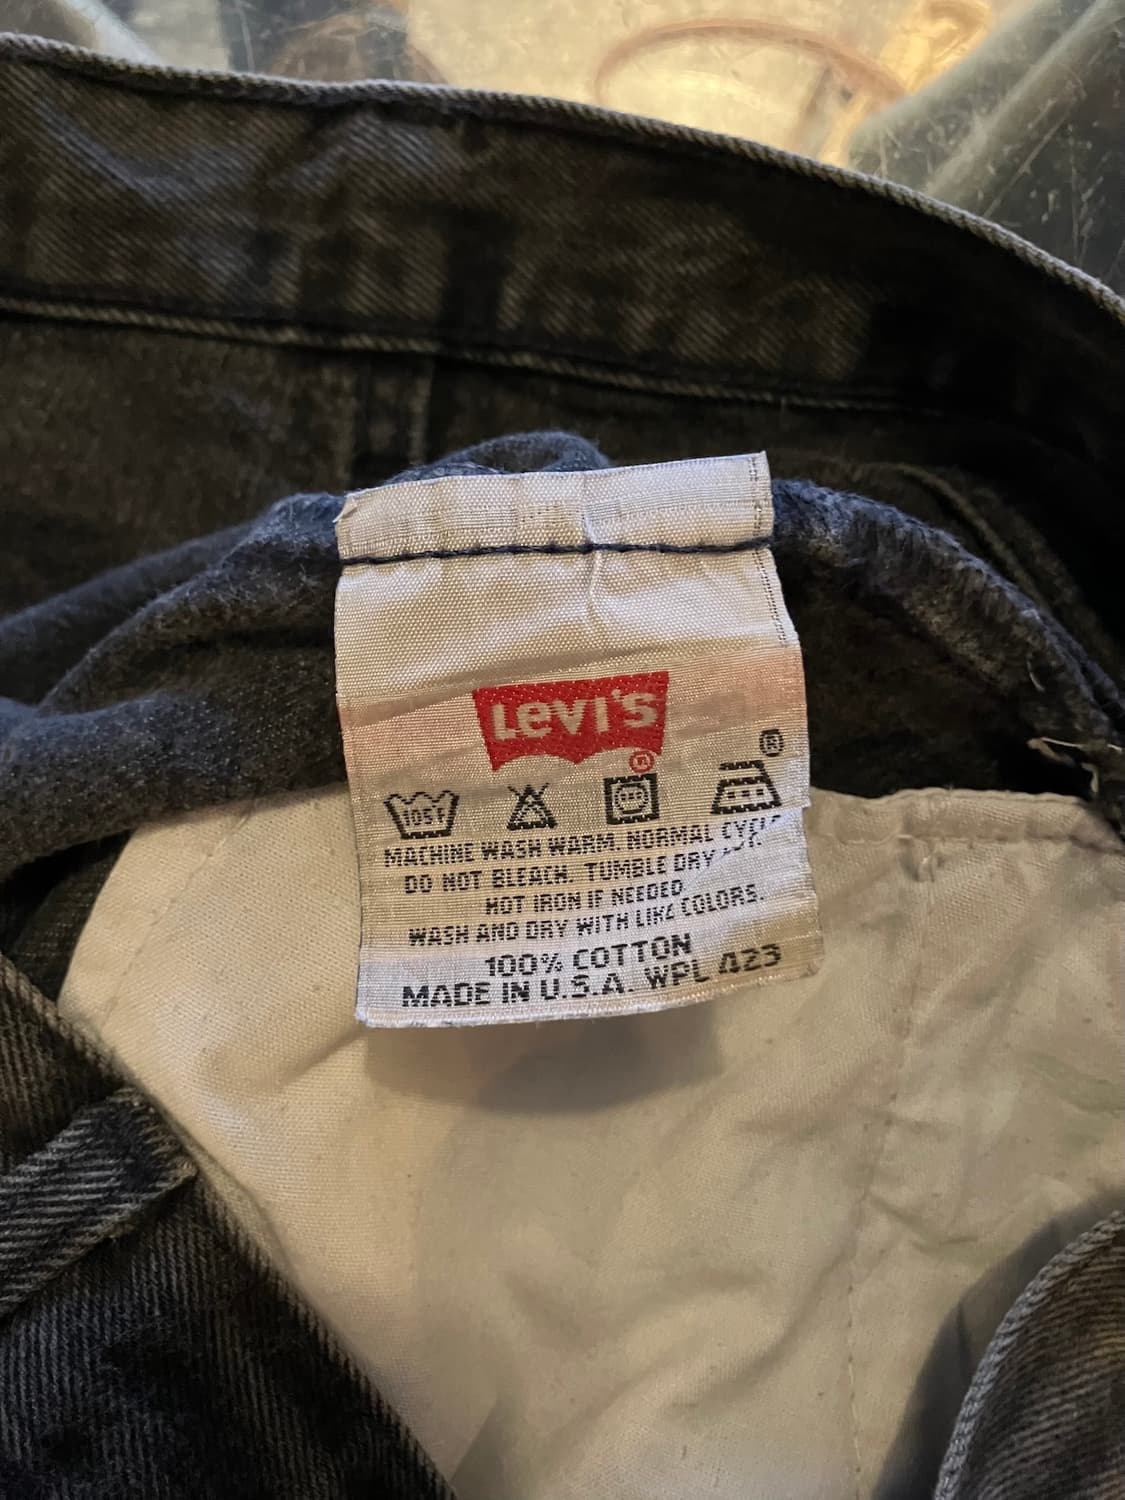 Levi's
®
®
105F
MACHINE WASH WARM. NORMAL CYCLE
DO NOT BLEACH. TUMBLE DRY
HOT IRON IF NEEDED.
WASH AND DRY WITH LIKE COLORS.
100% COTTON
MADE IN U.S.A. WPL 423